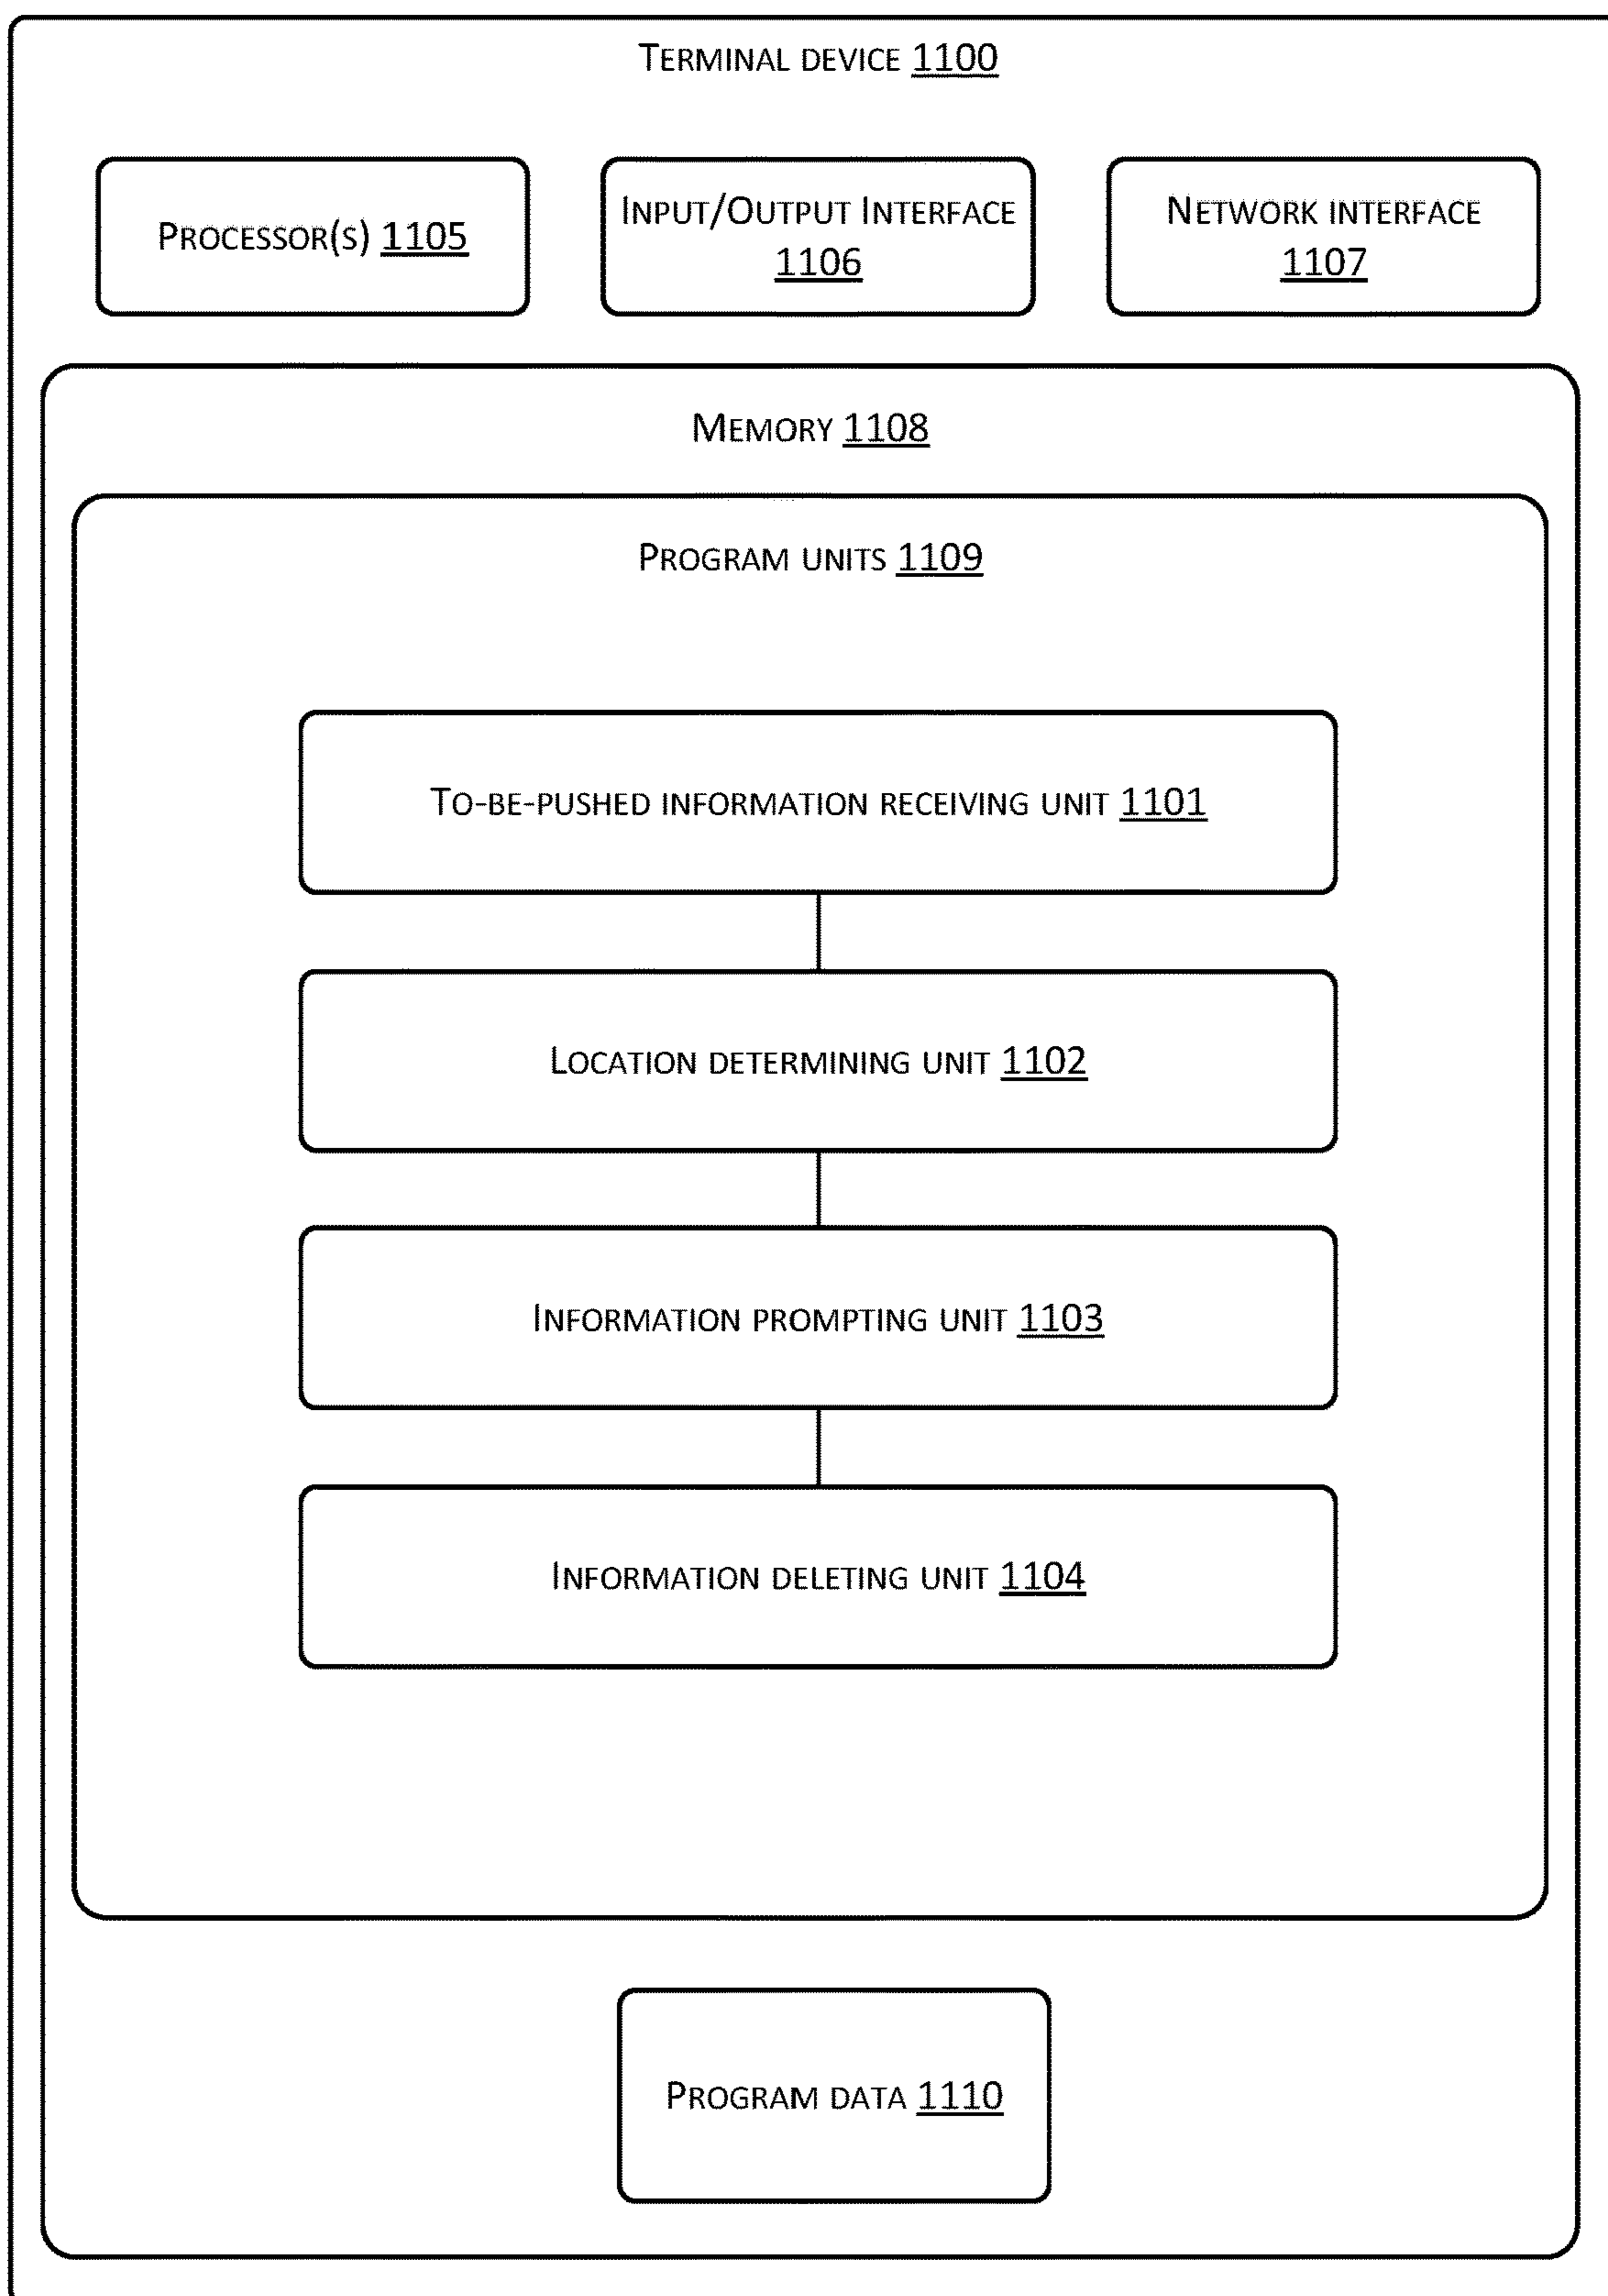 TERMINAL DEVICE 1100
PROCESSOR(S) 1105
INPUT/OUTPUT INTERFACE
1106
NETWORK INTERFACE
1107
MEMORY 1108
PROGRAM UNITS 1109
TO-BE-PUSHED INFORMATION RECEIVING UNIT 1101
LOCATION DETERMINING UNIT 1102
INFORMATION PROMPTING UNIT 1103
INFORMATION DELETING UNIT 1104
PROGRAM DATA 1110